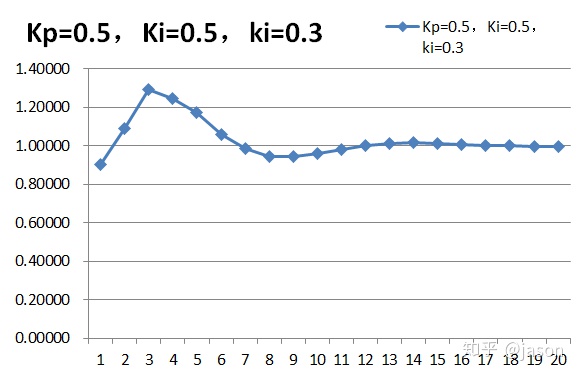 Kp=0.5，Ki=0.5，ki=0.3
Kp=0.5，Ki=0.5，
ki=0.3
1.40000
1.20000
1.00000
0.80000
0.60000
0.40000
0.20000
0.00000
1 2 3 4 5 6 7 8 9 10 11 12 13 14 15 16 17 18 19 20
知乎 @jason